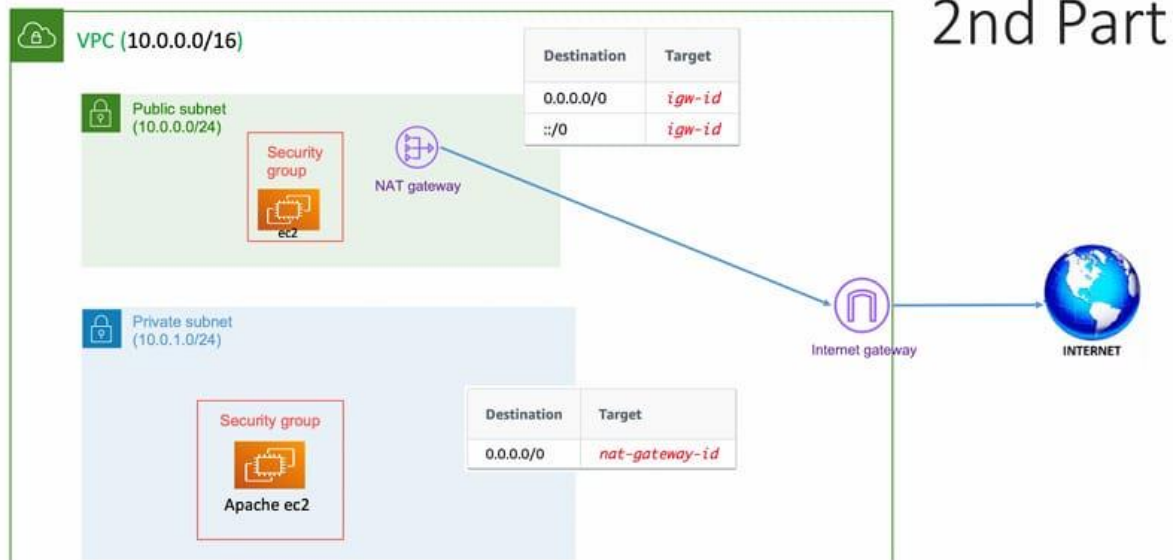 2nd Part
VPC (10.0.0.0/16)
Destination Target
0.0.0.0/0 igw-id
::/0 igw-id
Public subnet
(10.0.0.0/24)
Security
group
ec2
NAT gateway
Internet gateway
INTERNET
Private subnet
(10.0.1.0/24)
Security group
Apache ec2
Destination Target
0.0.0.0/0 nat-gateway-id